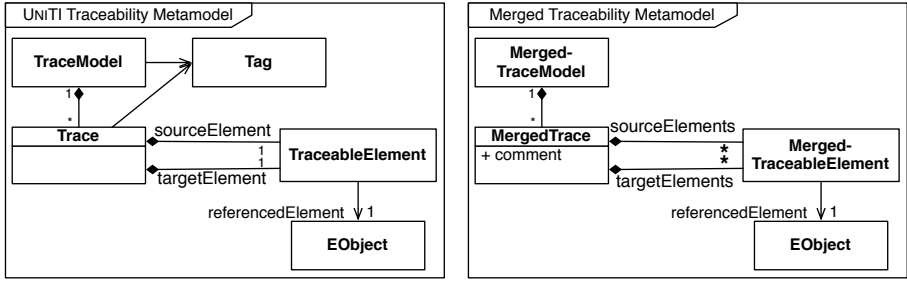 UNITI Traceability Metamodel
TraceModel
Tag
1
*
Trace
sourceElement
1
1
targetElement
TraceableElement
referencedElement
1
EObject
Merged Traceability Metamodel
Merged-
TraceModel
1
*
MergedTrace
+ comment
sourceElements
*
*
targetElements
Merged-
TraceableElement
referencedElement
1
EObject